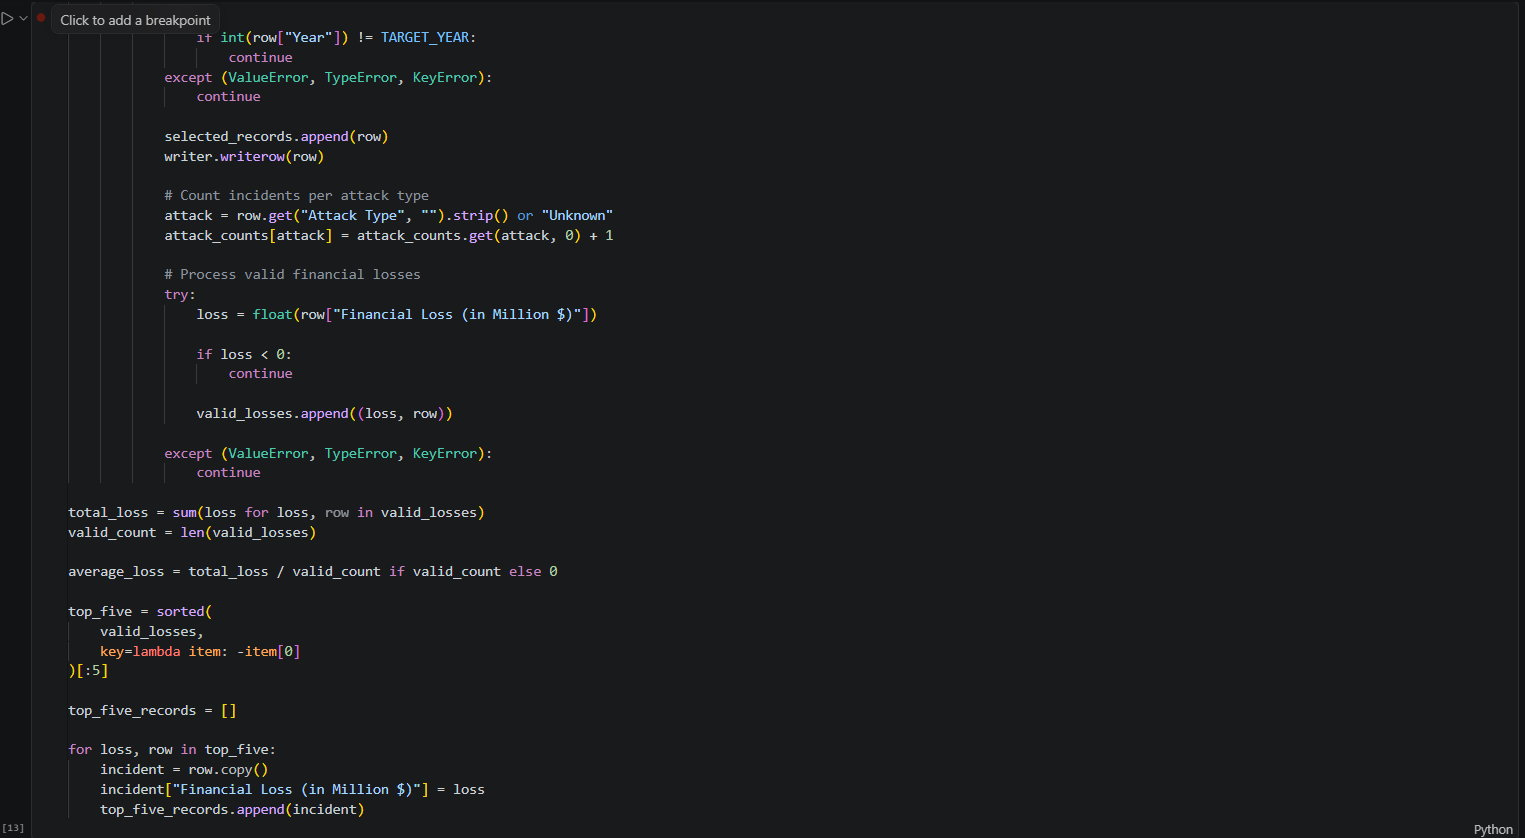 Click to add a breakpoint
if int(row["Year"]) != TARGET_YEAR:
continue
except (ValueError, TypeError, KeyError):
continue
selected_records.append(row)
writer.writerow(row)
# Count incidents per attack type
attack = row.get("Attack Type", "").strip() or "Unknown"
attack_counts[attack] = attack_counts.get(attack, 0) + 1
# Process valid financial losses
try:
loss = float(row["Financial Loss (in Million $)"])
if loss < 0:
continue
valid_losses.append((loss, row))
except (ValueError, TypeError, KeyError):
continue
total_loss = sum(loss for loss, row in valid_losses)
valid_count = len(valid_losses)
average_loss = total_loss / valid_count if valid_count else 0
top_five = sorted(
valid_losses,
key=lambda item: -item[0]
)[:5]
top_five_records = []
for loss, row in top_five:
incident = row.copy()
incident["Financial Loss (in Million $)"] = loss
top_five_records.append(incident)
[13]
Python